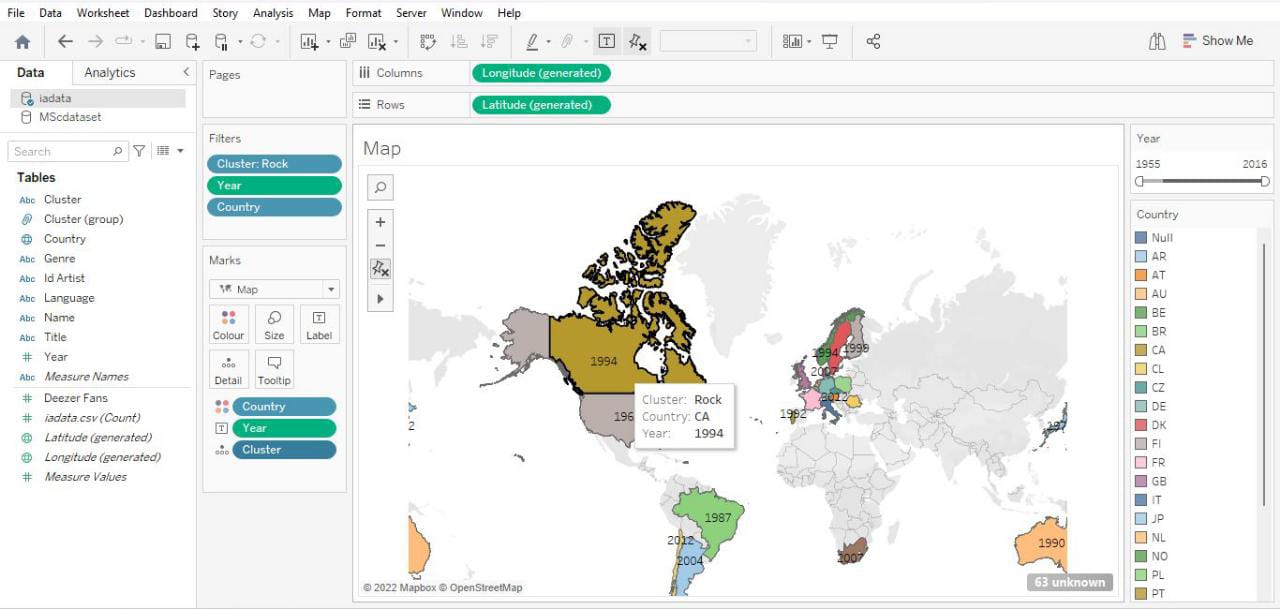 File Data Worksheet Dashboard Story Analysis Map Format Server Window Help
Show Me
Data Analytics
iadata
MScdataset
Search
Tables
Abc Cluster
Cluster (group)
Country
Abc Genre
Abc Id Artist
Abc Language
Abc Name
Abc Title
Year
Abc Measure Names
Deezer Fans
iadata.csv (Count)
Latitude (generated)
Longitude (generated)
Measure Values
Pages
Filters
Cluster: Rock
Year
Country
Marks
Map
Colour Size Label
Detail Tooltip
Country
Year
Cluster
Columns Longitude (generated)
Rows Latitude (generated)
Map
1994
196
Cluster: Rock
Country: CA
Year: 1994
1994
1999
2007
2012
1992
2
197
1987
2012
2004
2007
1990
© 2022 Mapbox © OpenStreetMap
63 unknown
Year
1955 2016
Country
Null
AR
AT
AU
BE
BR
CA
CL
CZ
DE
DK
FI
FR
GB
IT
JP
NL
NO
PL
PT